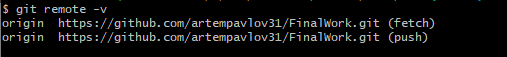 $ git remote -v
origin  https://github.com/artempavlov31/FinalWork.git (fetch)
origin  https://github.com/artempavlov31/FinalWork.git (push)